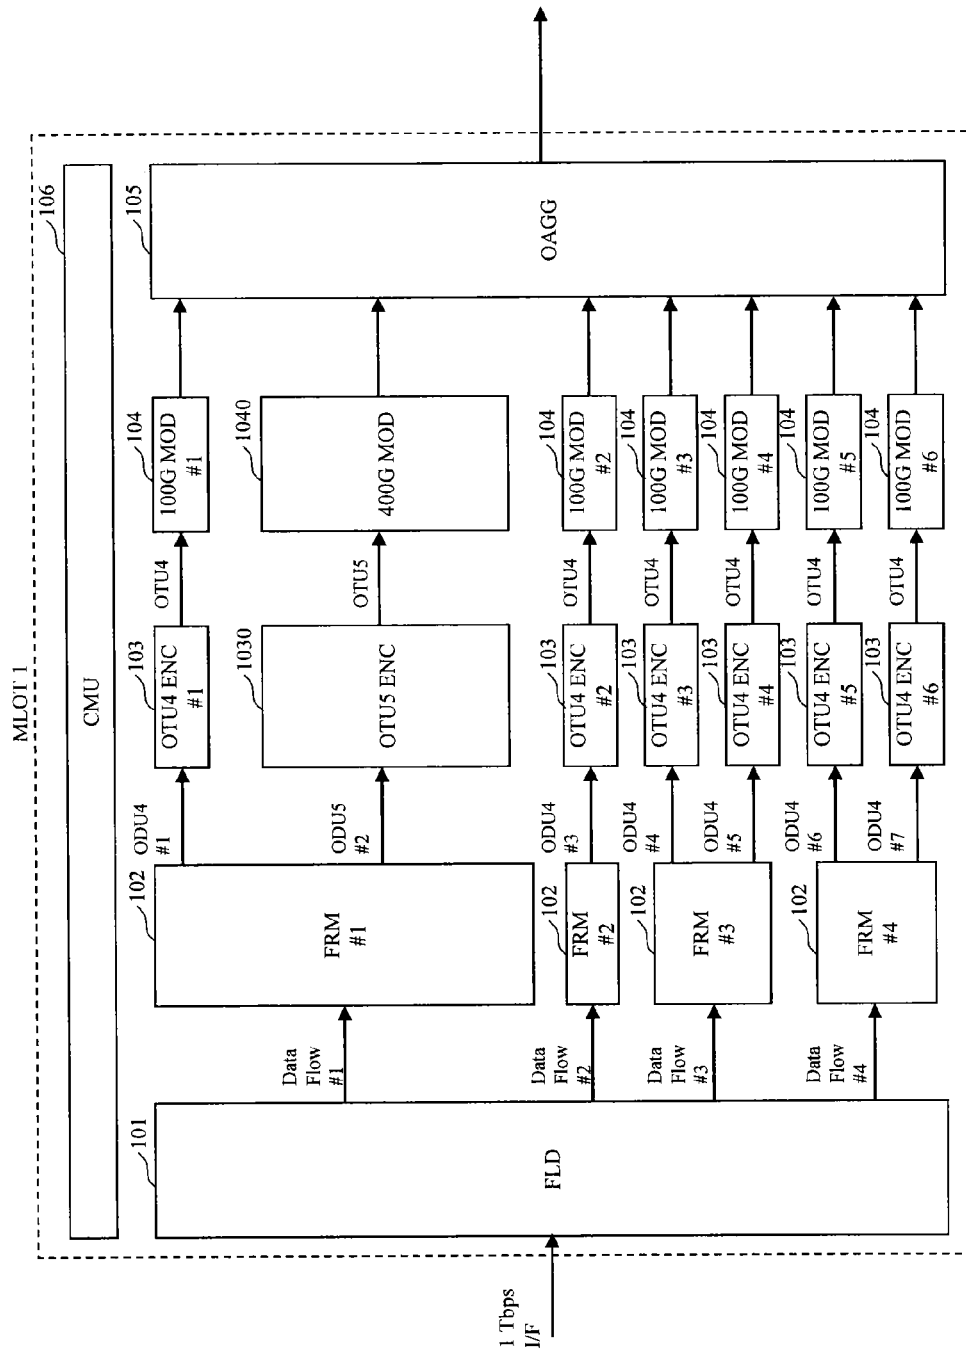 MLOT 1
106
CMU
101
FLD
1 Tbps
I/F
Data
Flow
#1
Data
Flow
#2
Data
Flow
#3
Data
Flow
#4
102
FRM
#1
102
FRM
#2
102
FRM
#3
102
FRM
#4
ODU4
#1
ODU5
#2
ODU4
#3
ODU4
#4
ODU4
#5
ODU4
#6
ODU4
#7
103
OTU4 ENC
#1
1030
OTU5 ENC
103
OTU4 ENC
#2
103
OTU4 ENC
#3
103
OTU4 ENC
#4
103
OTU4 ENC
#5
103
OTU4 ENC
#6
OTU4
OTU5
OTU4
OTU4
OTU4
OTU4
OTU4
104
100G MOD
#1
1040
400G MOD
104
100G MOD
#2
104
100G MOD
#3
104
100G MOD
#4
104
100G MOD
#5
104
100G MOD
#6
105
OAGG